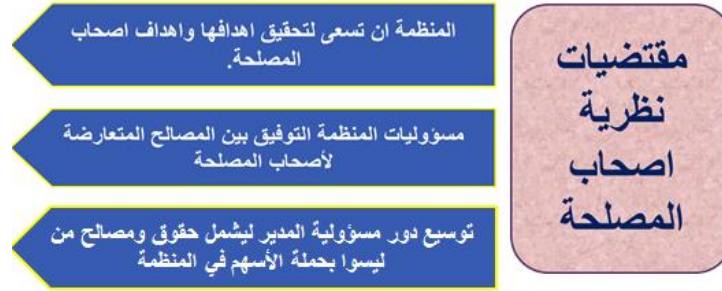 مقتضيات
نظرية
اصحاب
المصلحة
المنظمة ان تسعى لتحقيق اهدافها واهداف اصحاب
المصلحة.
مسؤوليات المنظمة التوفيق بين المصالح المتعارضة
لأصحاب المصلحة
توسيع دور مسؤولية المدير ليشمل حقوق ومصالح من
ليسوا بحملة الأسهم في المنظمة